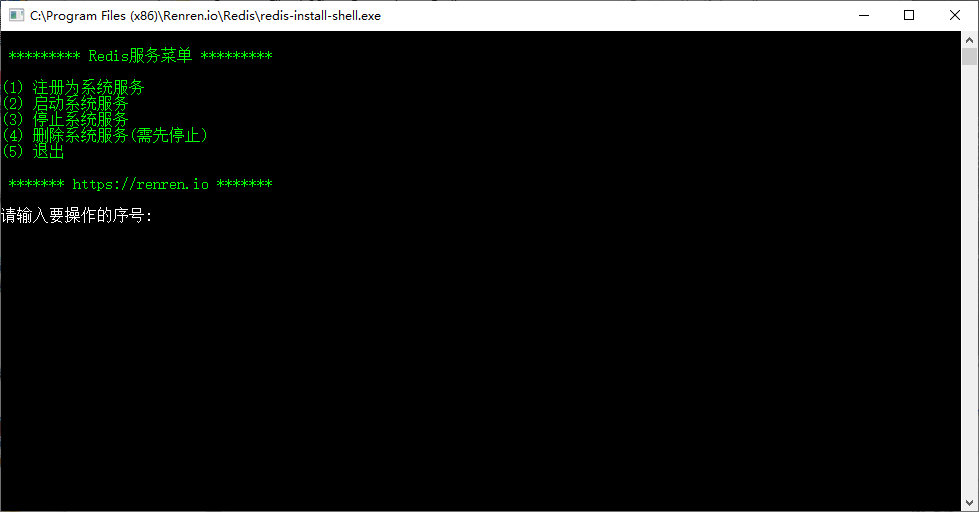 C:\Program Files (x86)\Renren.io\Redis\redis-install-shell.exe
********* Redis服务菜单 *********
(1) 注册为系统服务
(2) 启动系统服务
(3) 停止系统服务
(4) 删除系统服务(需先停止)
(5) 退出
******* https://renren.io *******
请输入要操作的序号: